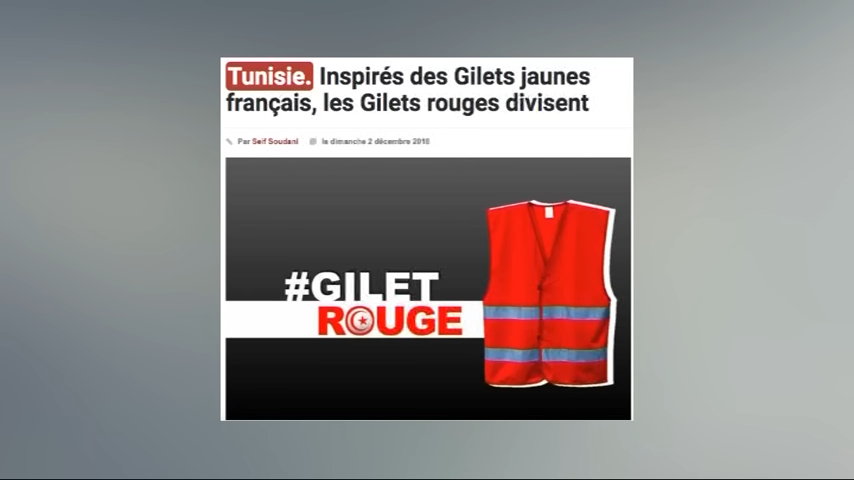 Tunisie. Inspirés des Gilets jaunes
français, les Gilets rouges divisent
Par Seif Soudani le dimanche 2 décembre 2018
#GILET
ROUGE